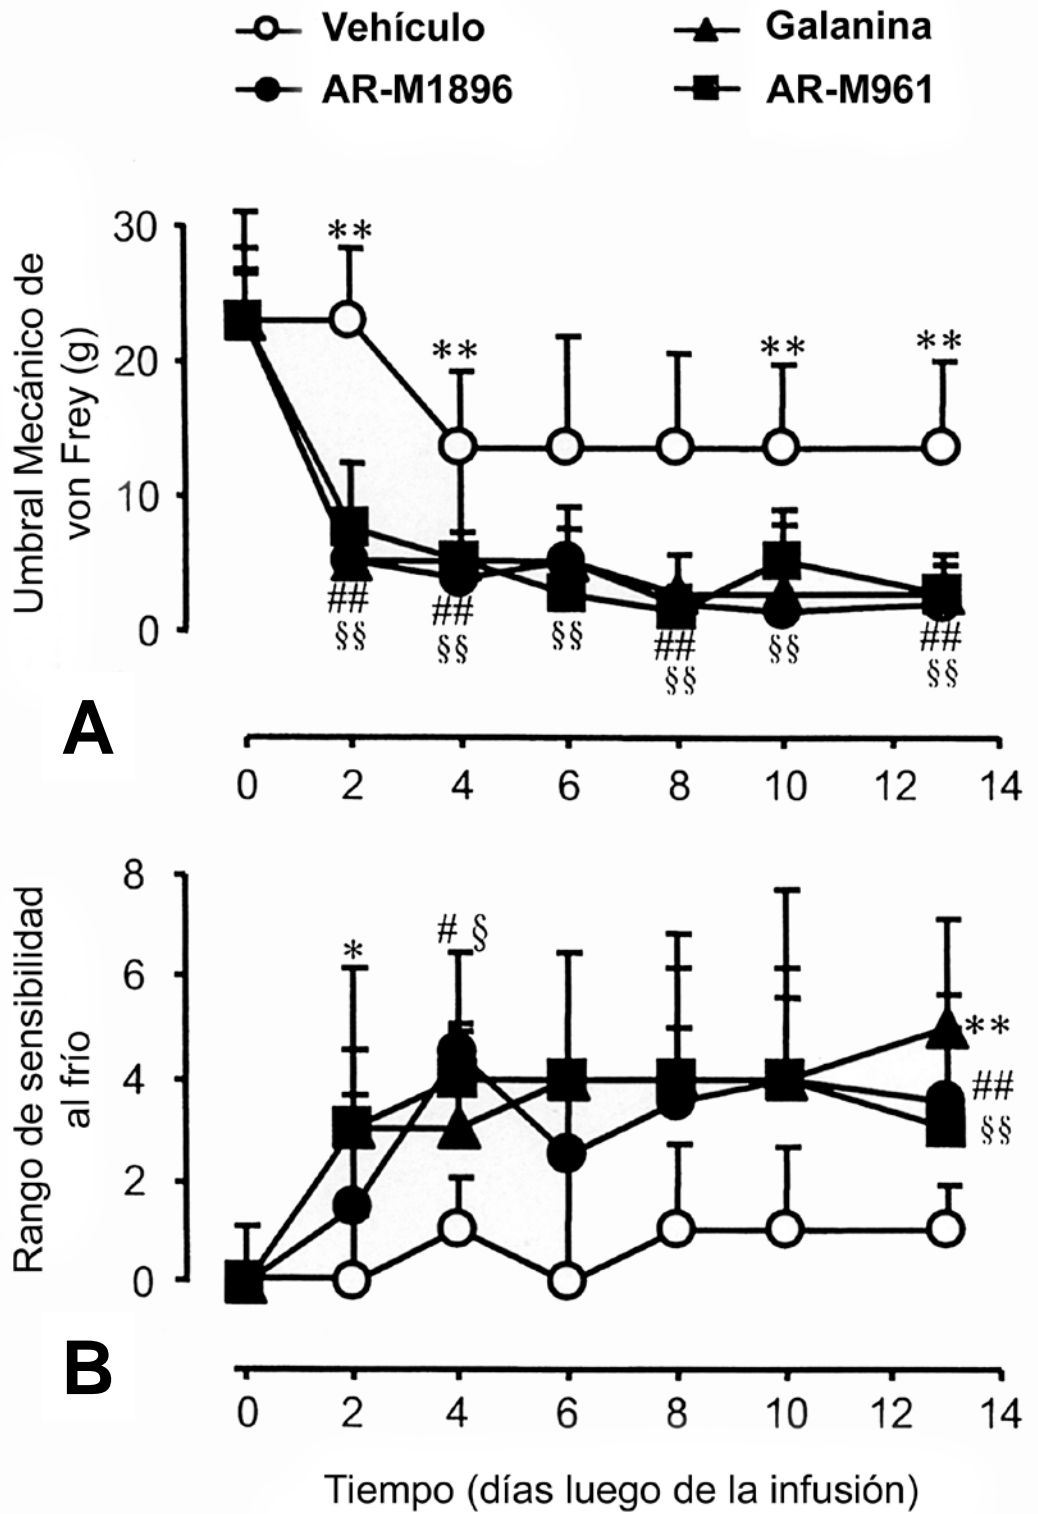 Vehículo
Galanina
AR-M1896
AR-M961
Umbral Mecánico de
von Frey (g)
30
20
10
0
**
**
**
**
##
§§
##
§§
§§
##
§§
§§
##
§§
A
0 2 4 6 8 10 12 14
Rango de sensibilidad
al frío
8
6
4
2
0
*
# §
**
##
§§
B
0 2 4 6 8 10 12 14
Tiempo (días luego de la infusión)